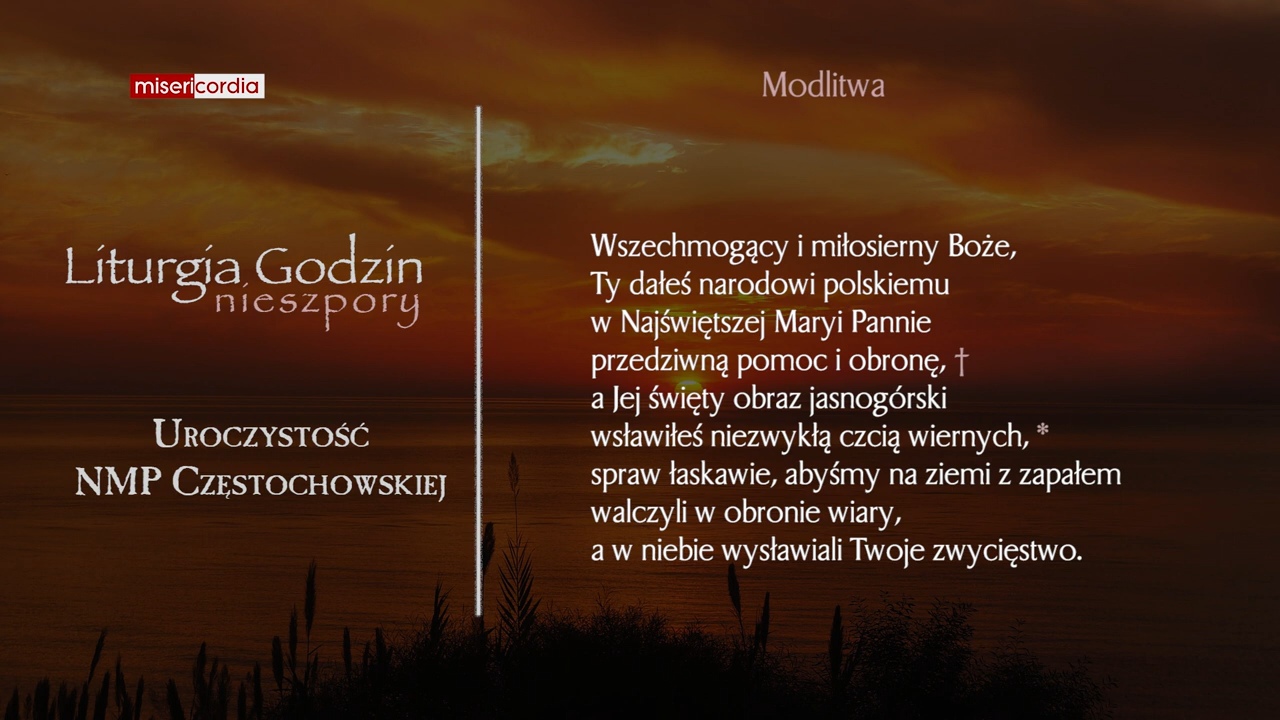 misericordia
Liturgia Godzin
nieszpory
Uroczystość
NMP Częstochowskiej
Modlitwa
Wszechmogący i miłosierny Boże,
Ty dałeś narodowi polskiemu
w Najświętszej Maryi Pannie
przedziwną pomoc i obronę, †
a Jej święty obraz jasnogórski
wsławiłeś niezwykłą czcią wiernych, *
spraw łaskawie, abyśmy na ziemi z zapałem
walczyli w obronie wiary,
a w niebie wysławiali Twoje zwycięstwo.